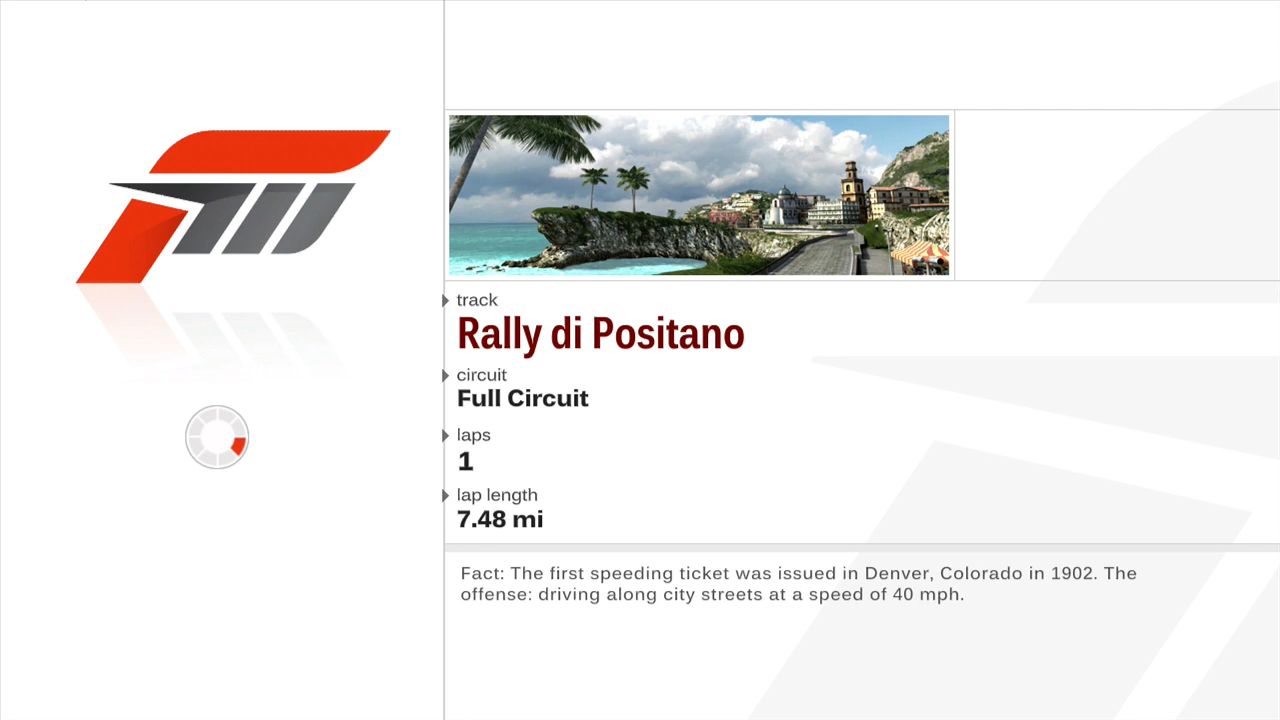 track
Rally di Positano
circuit
Full Circuit
laps
1
lap length
7.48 mi
Fact: The first speeding ticket was issued in Denver, Colorado in 1902. The
offense: driving along city streets at a speed of 40 mph.